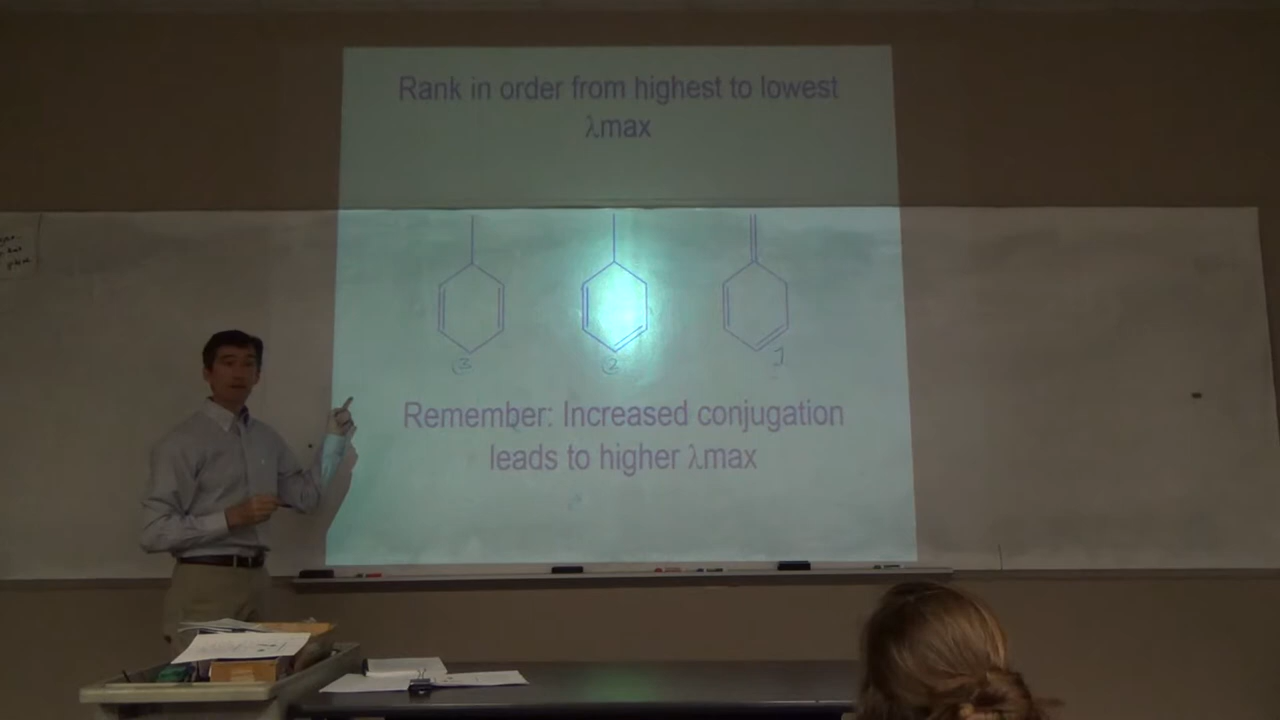 Rank in order from highest to lowest
λmax
3 2 1
Remember: Increased conjugation
leads to higher λmax